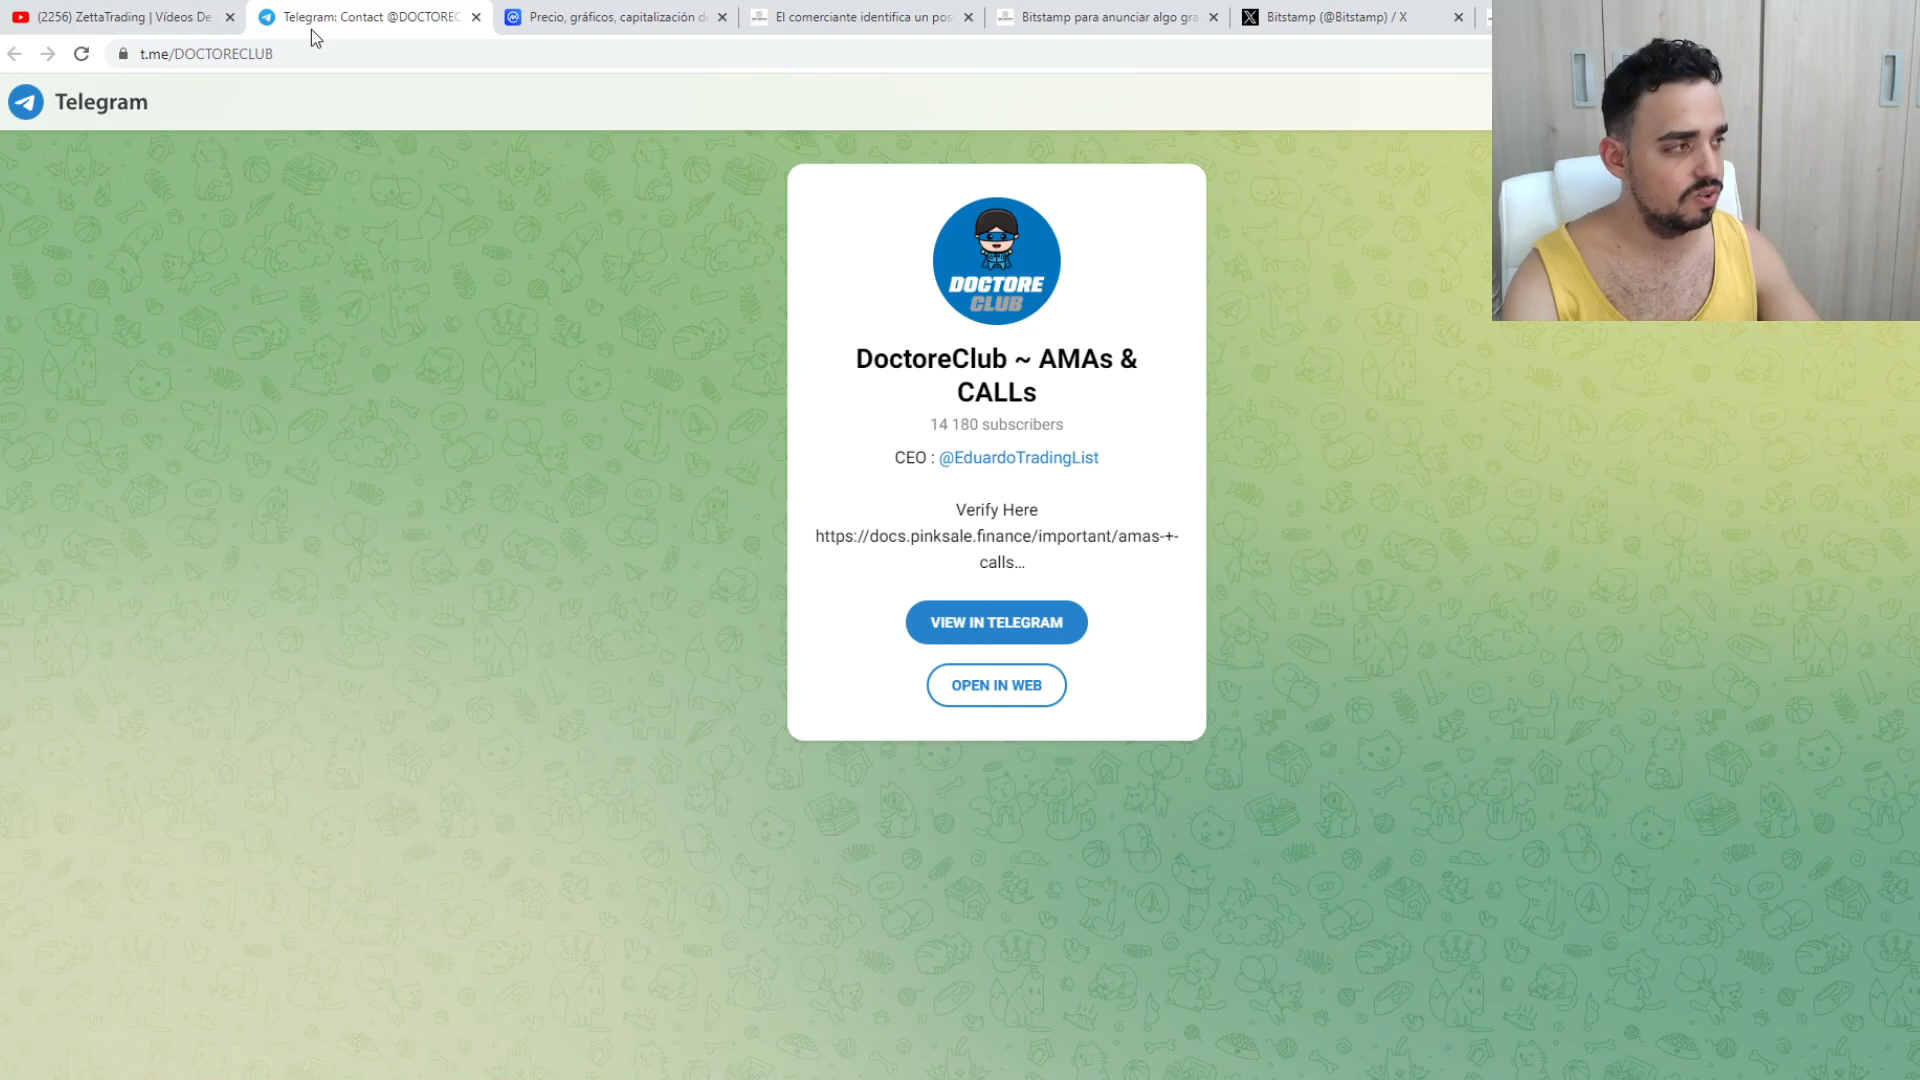 (2256) ZettaTrading | Vídeos De
Telegram: Contact @DOCTOREC
Precio, gráficos, capitalización d
El comerciante identifica un pos
Bitstamp para anunciar algo gra
Bitstamp (@Bitstamp) / X
t.me/DOCTORECLUB
Telegram
DOCTORE
CLUB
DoctoreClub ~ AMAs &
CALLs
14 180 subscribers
CEO : @EduardoTradingList
Verify Here
https://docs.pinksale.finance/important/amas-+-
calls...
VIEW IN TELEGRAM
OPEN IN WEB